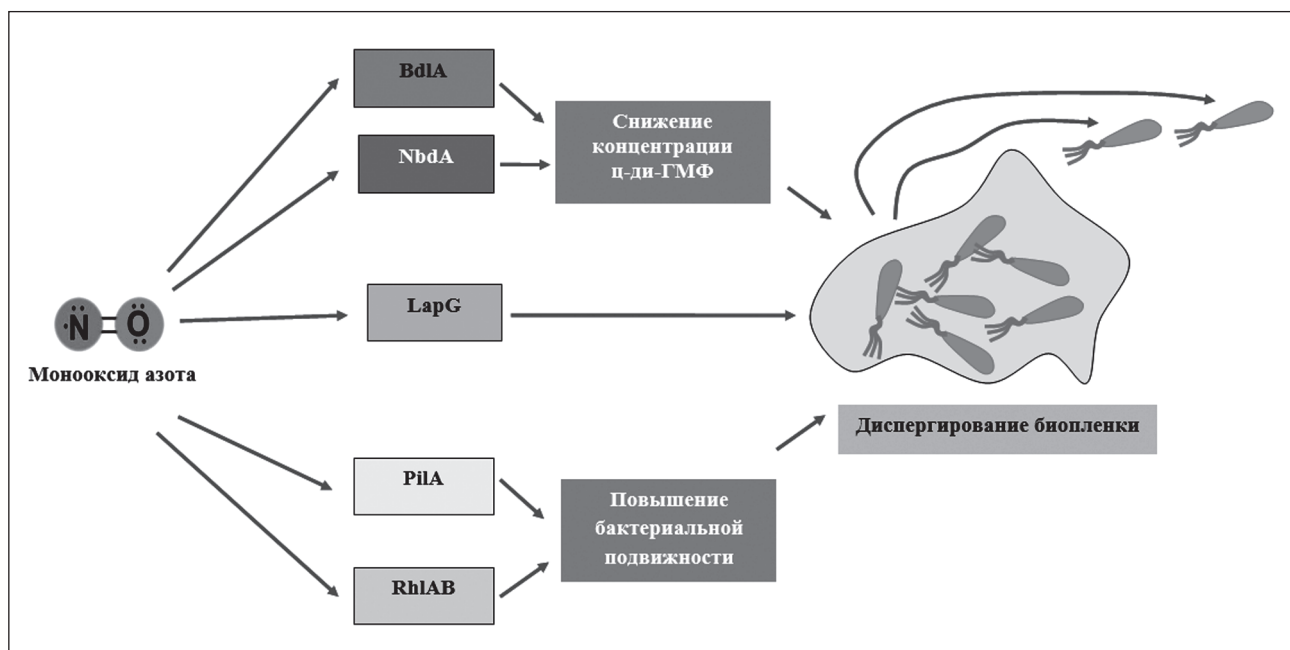 BdlA
NbdA
Снижение
концентрации
ц-ди-ГМФ
LapG
N
O
Монооксид азота
Диспергирование биопленки
PilA
RhlAB
Повышение
бактериальной
подвижности